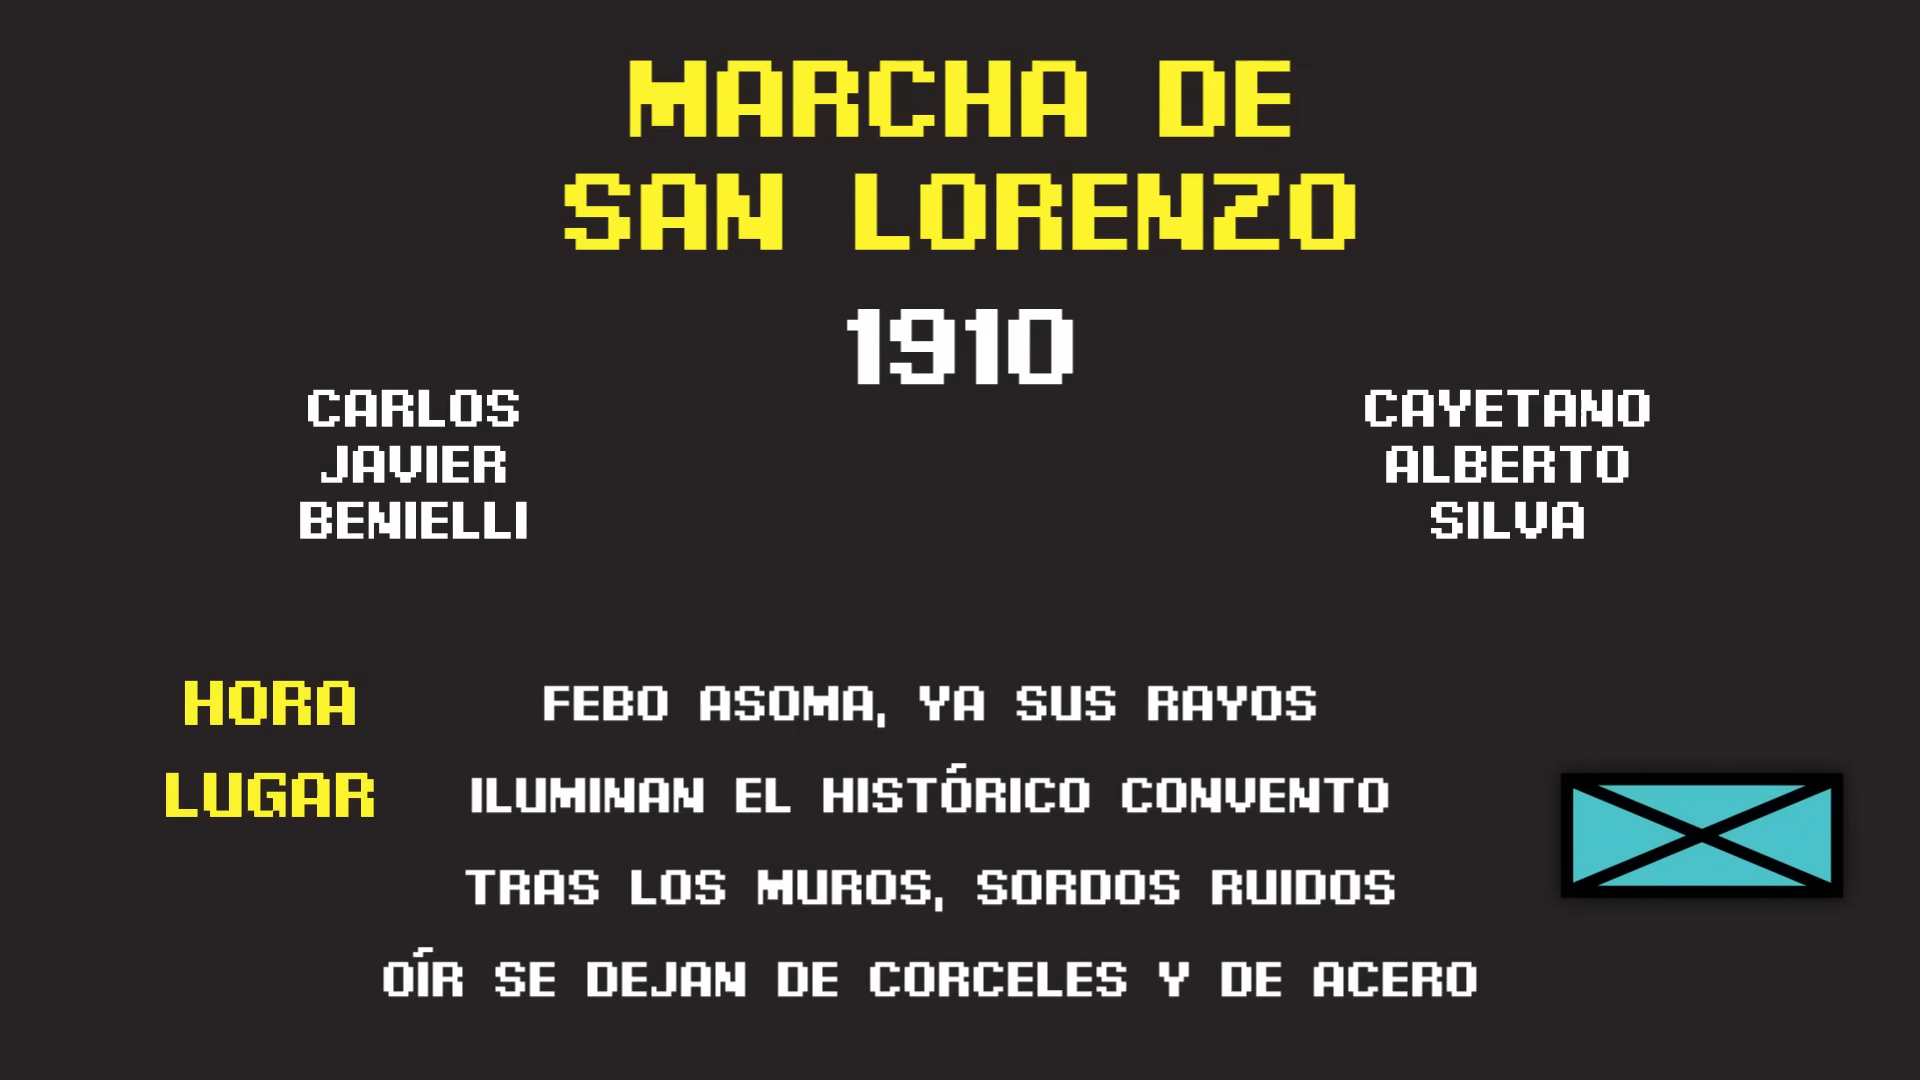 MARCHA DE
SAN LORENZO
1910
CARLOS
JAVIER
BENIELLI
CAYETANO
ALBERTO
SILVA
HORA
FEBO ASOMA, YA SUS RAYOS
LUGAR
ILUMINAN EL HISTÓRICO CONVENTO
TRAS LOS MUROS, SORDOS RUIDOS
OÍR SE DEJAN DE CORCELES Y DE ACERO